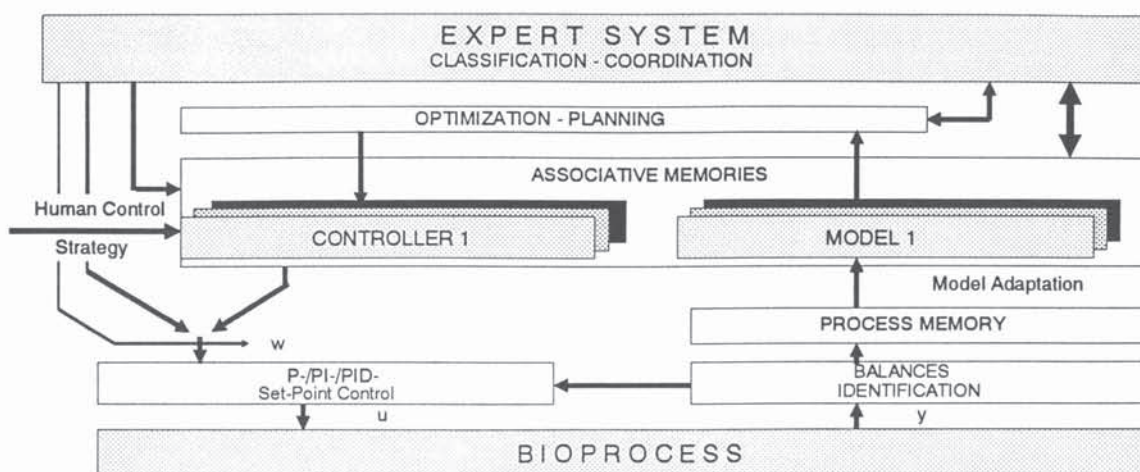 EXPERT SYSTEM
CLASSIFICATION - COORDINATION
OPTIMIZATION - PLANNING
ASSOCIATIVE MEMORIES
Human Control
Strategy
CONTROLLER 1
MODEL 1
Model Adaptation
PROCESS MEMORY
w
P-/PI-/PID-
Set-Point Control
BALANCES
IDENTIFICATION
u
y
BIOPROCESS